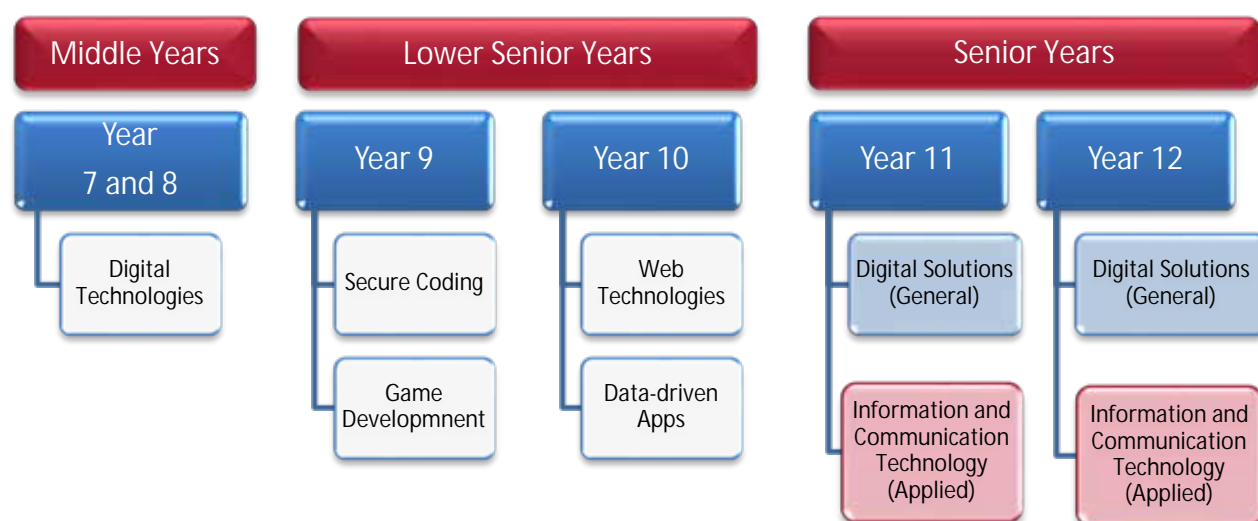 Middle Years
Lower Senior Years
Senior Years
Year
7 and 8
Year 9
Year 10
Year 11
Year 12
Digital
Technologies
Secure Coding
Game
Developmnent
Web
Technologies
Data-driven
Apps
Digital Solutions
(General)
Information and
Communication
Technology
(Applied)
Digital Solutions
(General)
Information and
Communication
Technology
(Applied)